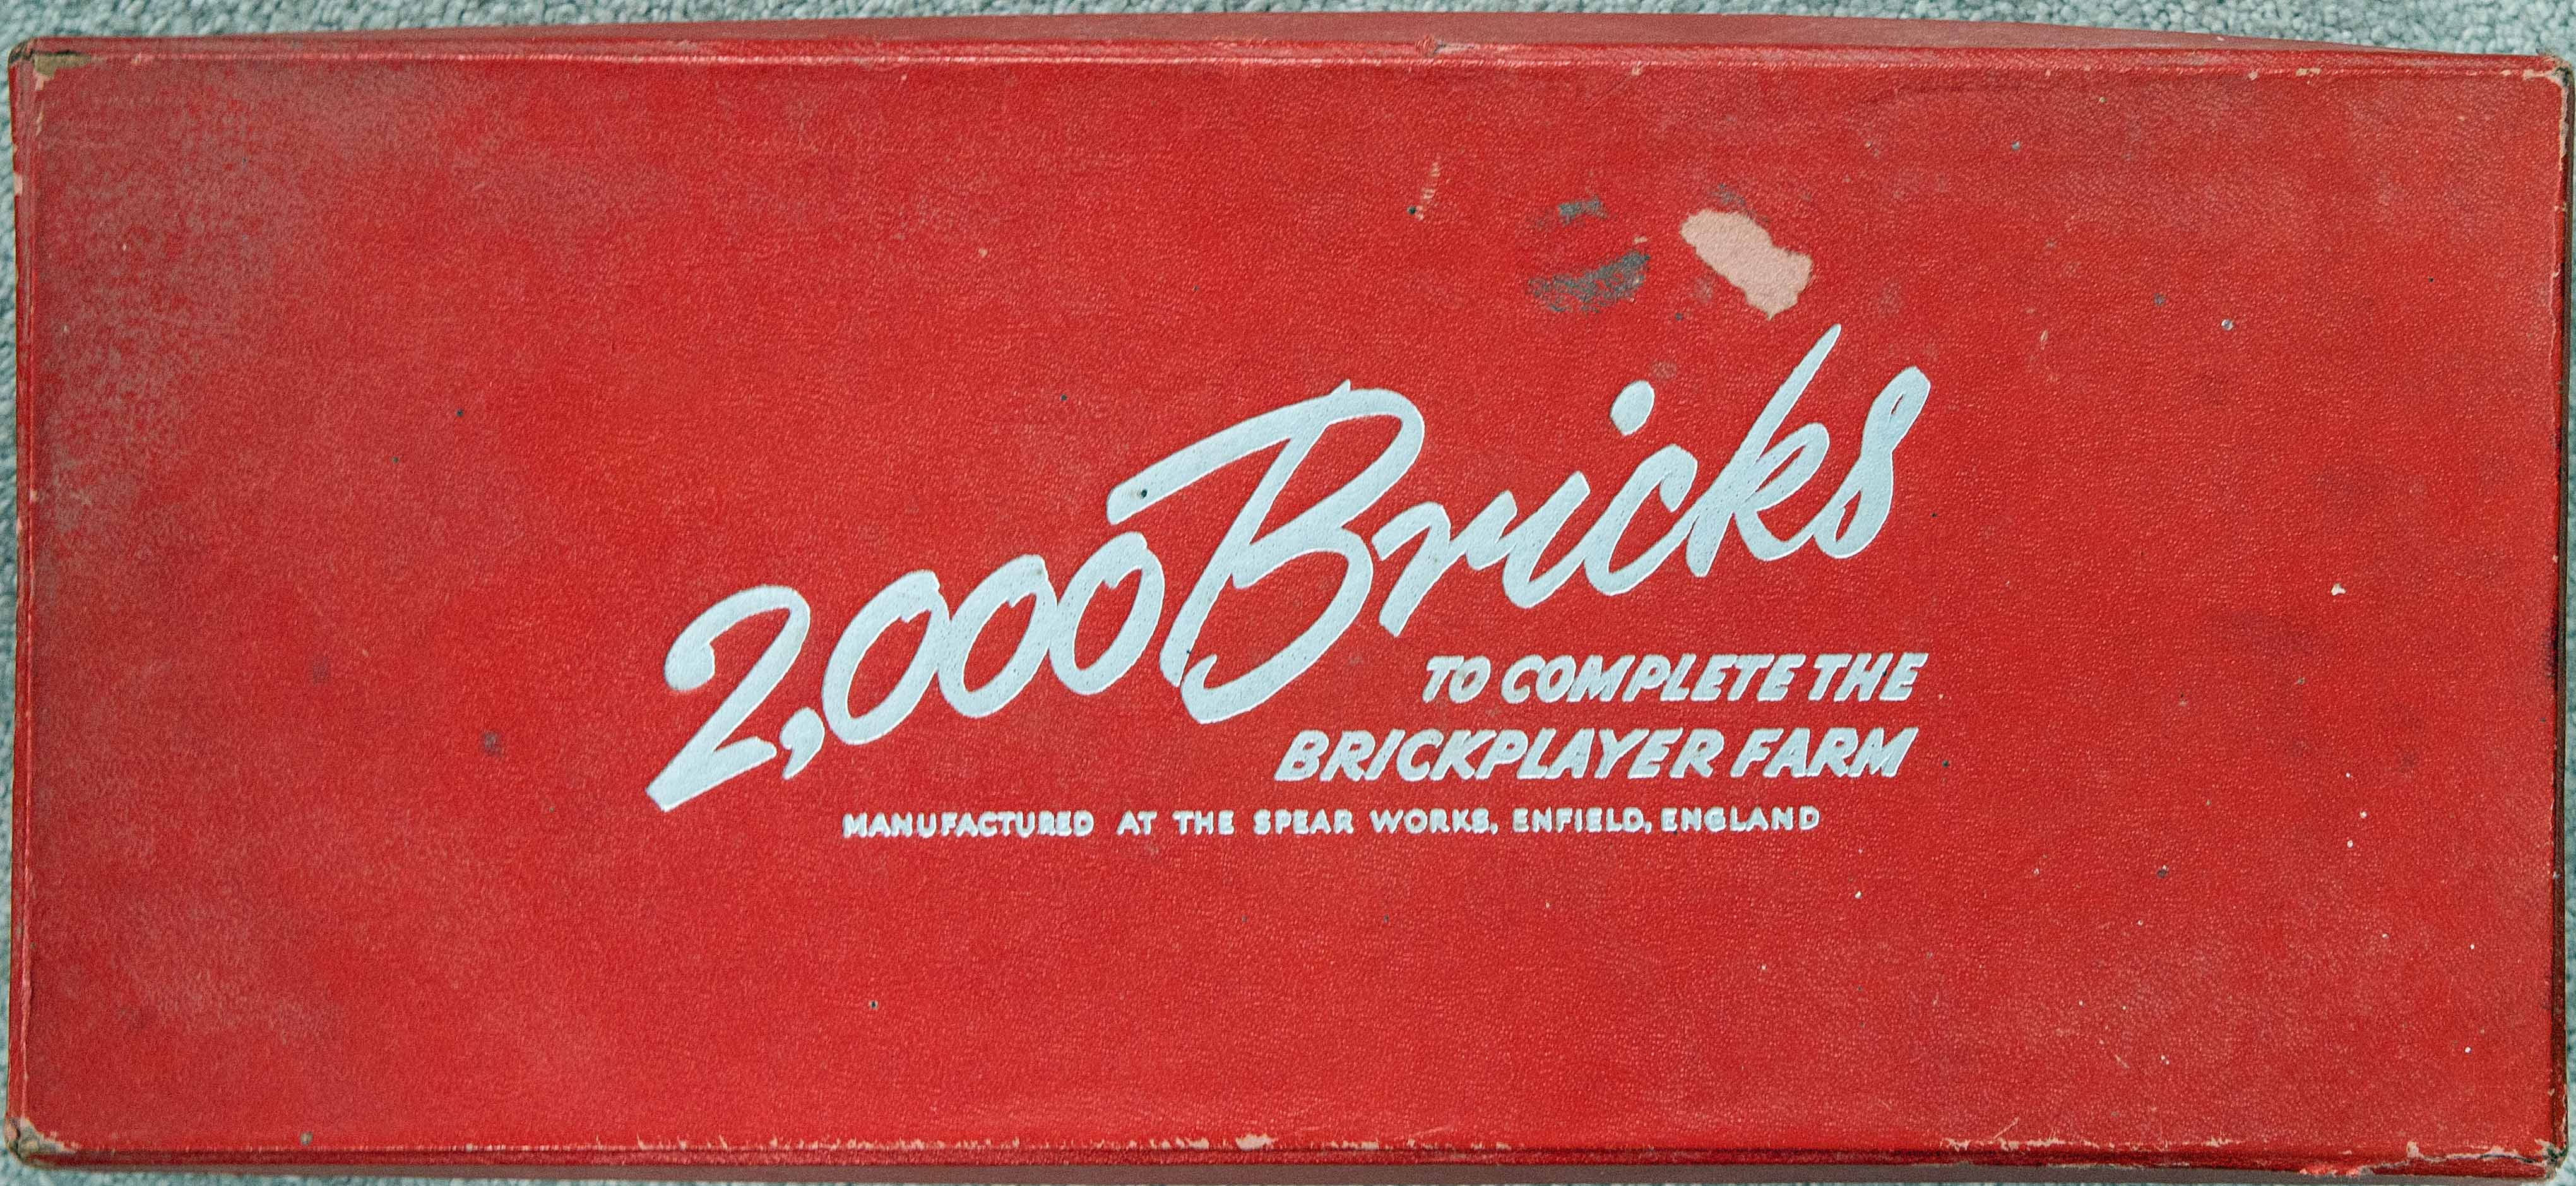 2,000 Bricks
TO COMPLETE THE
BRICKPLAYER FARM
MANUFACTURED AT THE SPEAR WORKS, ENFIELD, ENGLAND